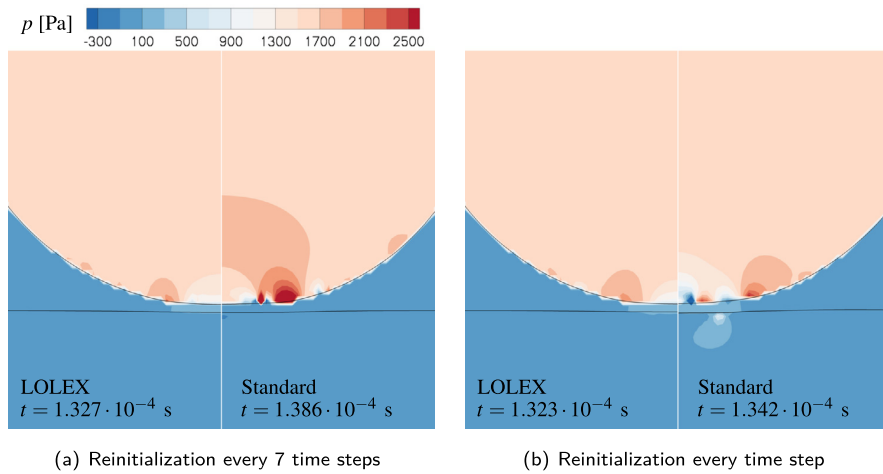 p [Pa]
-300 100 500 900 1300 1700 2100 2500
LOLEX
t = 1.327 · 10⁻⁴ s
Standard
t = 1.386 · 10⁻⁴ s
LOLEX
t = 1.323 · 10⁻⁴ s
Standard
t = 1.342 · 10⁻⁴ s
(a) Reinitialization every 7 time steps
(b) Reinitialization every time step